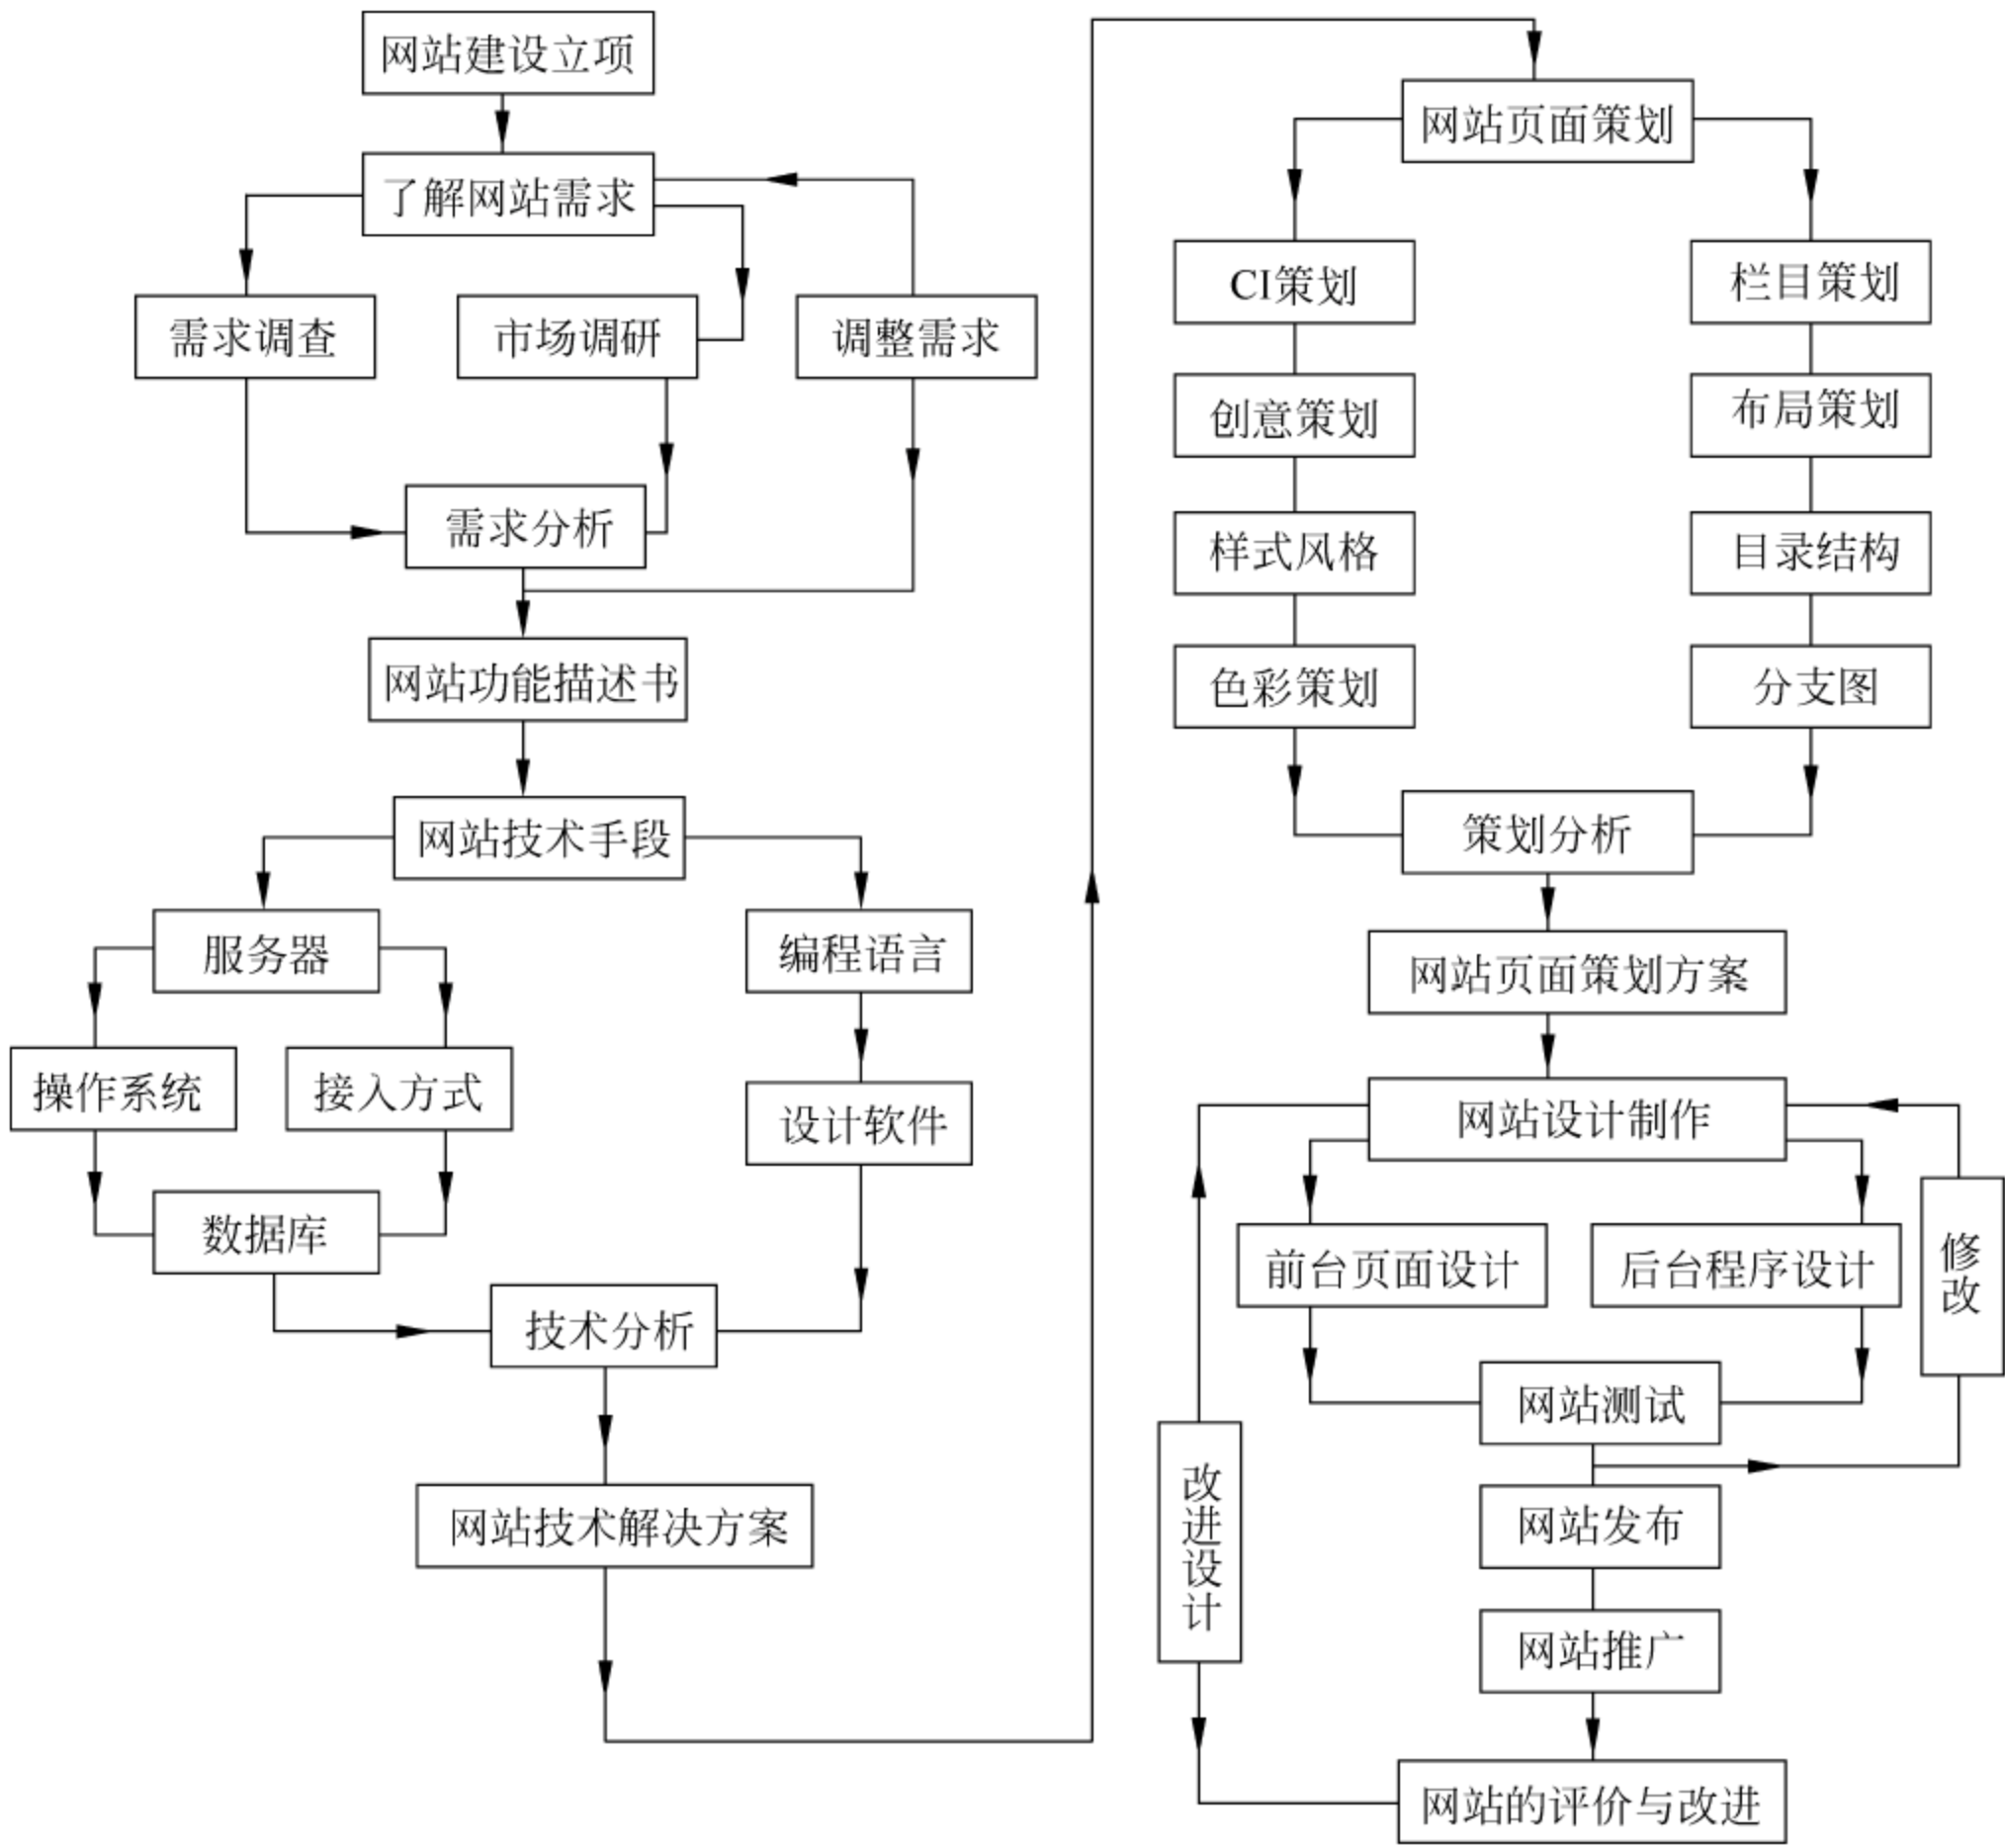 网站建设立项
了解网站需求
需求调查
市场调研
调整需求
需求分析
网站功能描述书
网站技术手段
服务器
编程语言
操作系统
接入方式
设计软件
数据库
技术分析
网站技术解决方案
网站页面策划
CI策划
栏目策划
创意策划
布局策划
样式风格
目录结构
色彩策划
分支图
策划分析
网站页面策划方案
网站设计制作
前台页面设计
后台程序设计
修改
网站测试
改进设计
网站发布
网站推广
网站的评价与改进